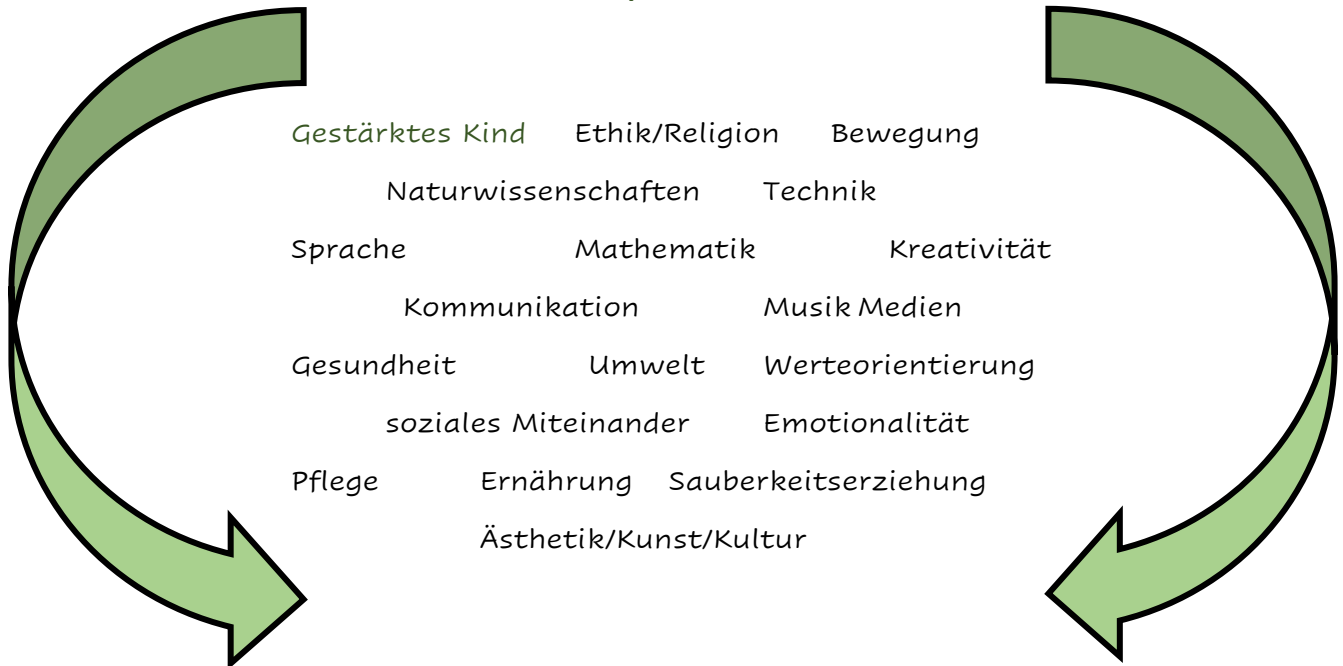 Gestärktes Kind Ethik/Religion Bewegung
Naturwissenschaften Technik
Sprache Mathematik Kreativität
Kommunikation Musik Medien
Gesundheit Umwelt Werteorientierung
soziales Miteinander Emotionalität
Pflege Ernährung Sauberkeitserziehung
Ästhetik/Kunst/Kultur